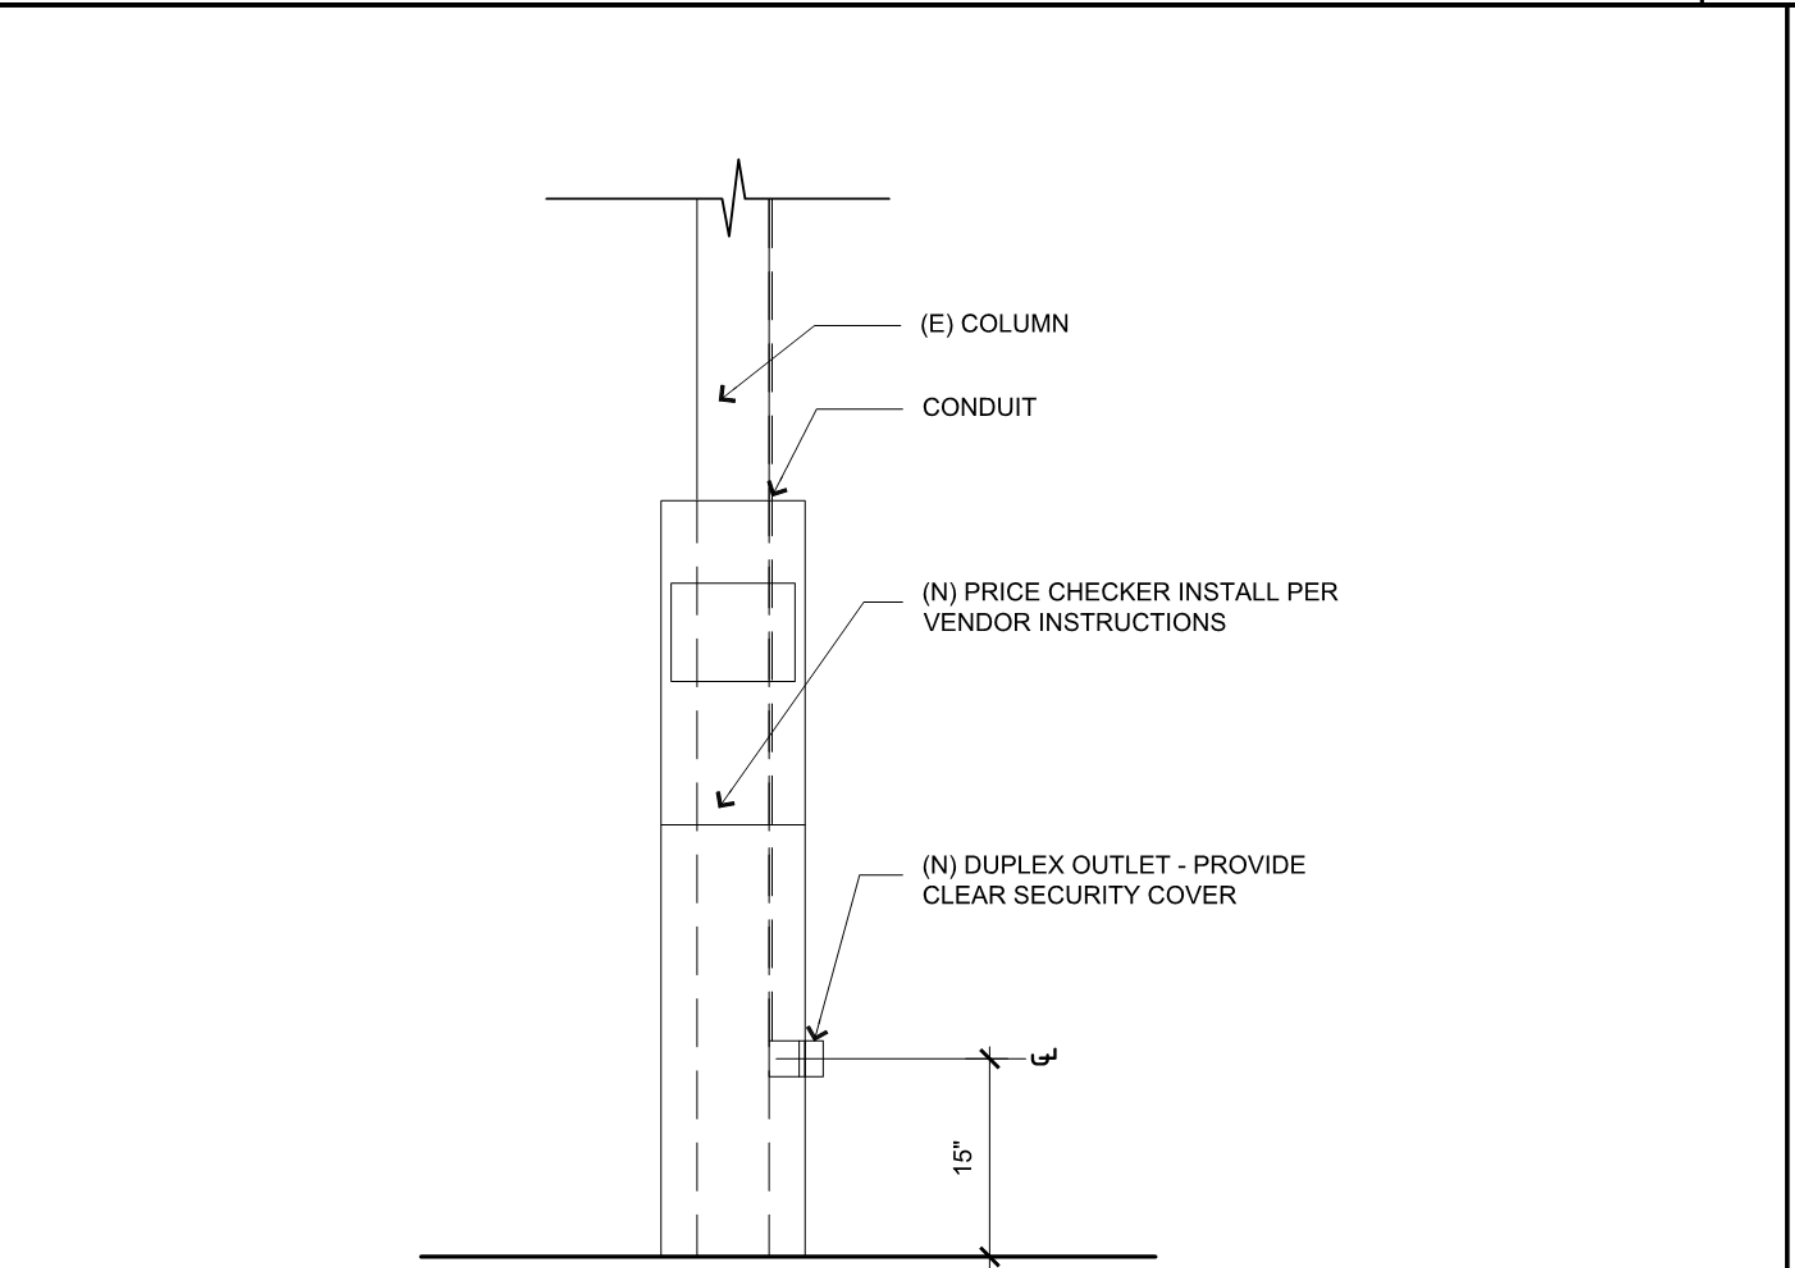 (E) COLUMN
CONDUIT
(N) PRICE CHECKER INSTALL PER
VENDOR INSTRUCTIONS
(N) DUPLEX OUTLET - PROVIDE
CLEAR SECURITY COVER
℄
15"